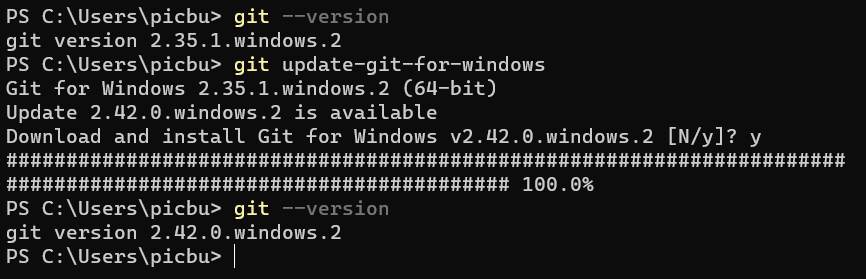 PS C:\Users\picbu> git --version
git version 2.35.1.windows.2
PS C:\Users\picbu> git update-git-for-windows
Git for Windows 2.35.1.windows.2 (64-bit)
Update 2.42.0.windows.2 is available
Download and install Git for Windows v2.42.0.windows.2 [N/y]? y
######################################################################
########################################## 100.0%
PS C:\Users\picbu> git --version
git version 2.42.0.windows.2
PS C:\Users\picbu>